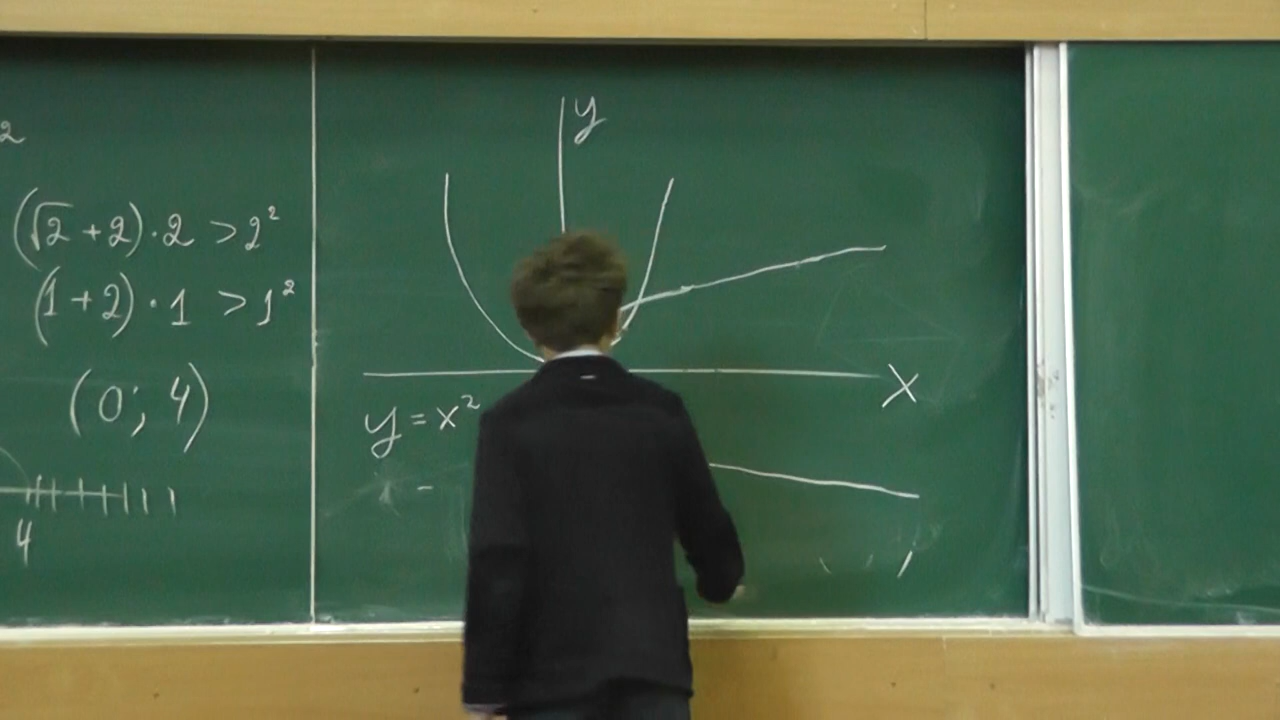 2
(√2 + 2) · 2 > 2²
(1 + 2) · 1 > 1²
(0; 4)
4
y
x
y = x²